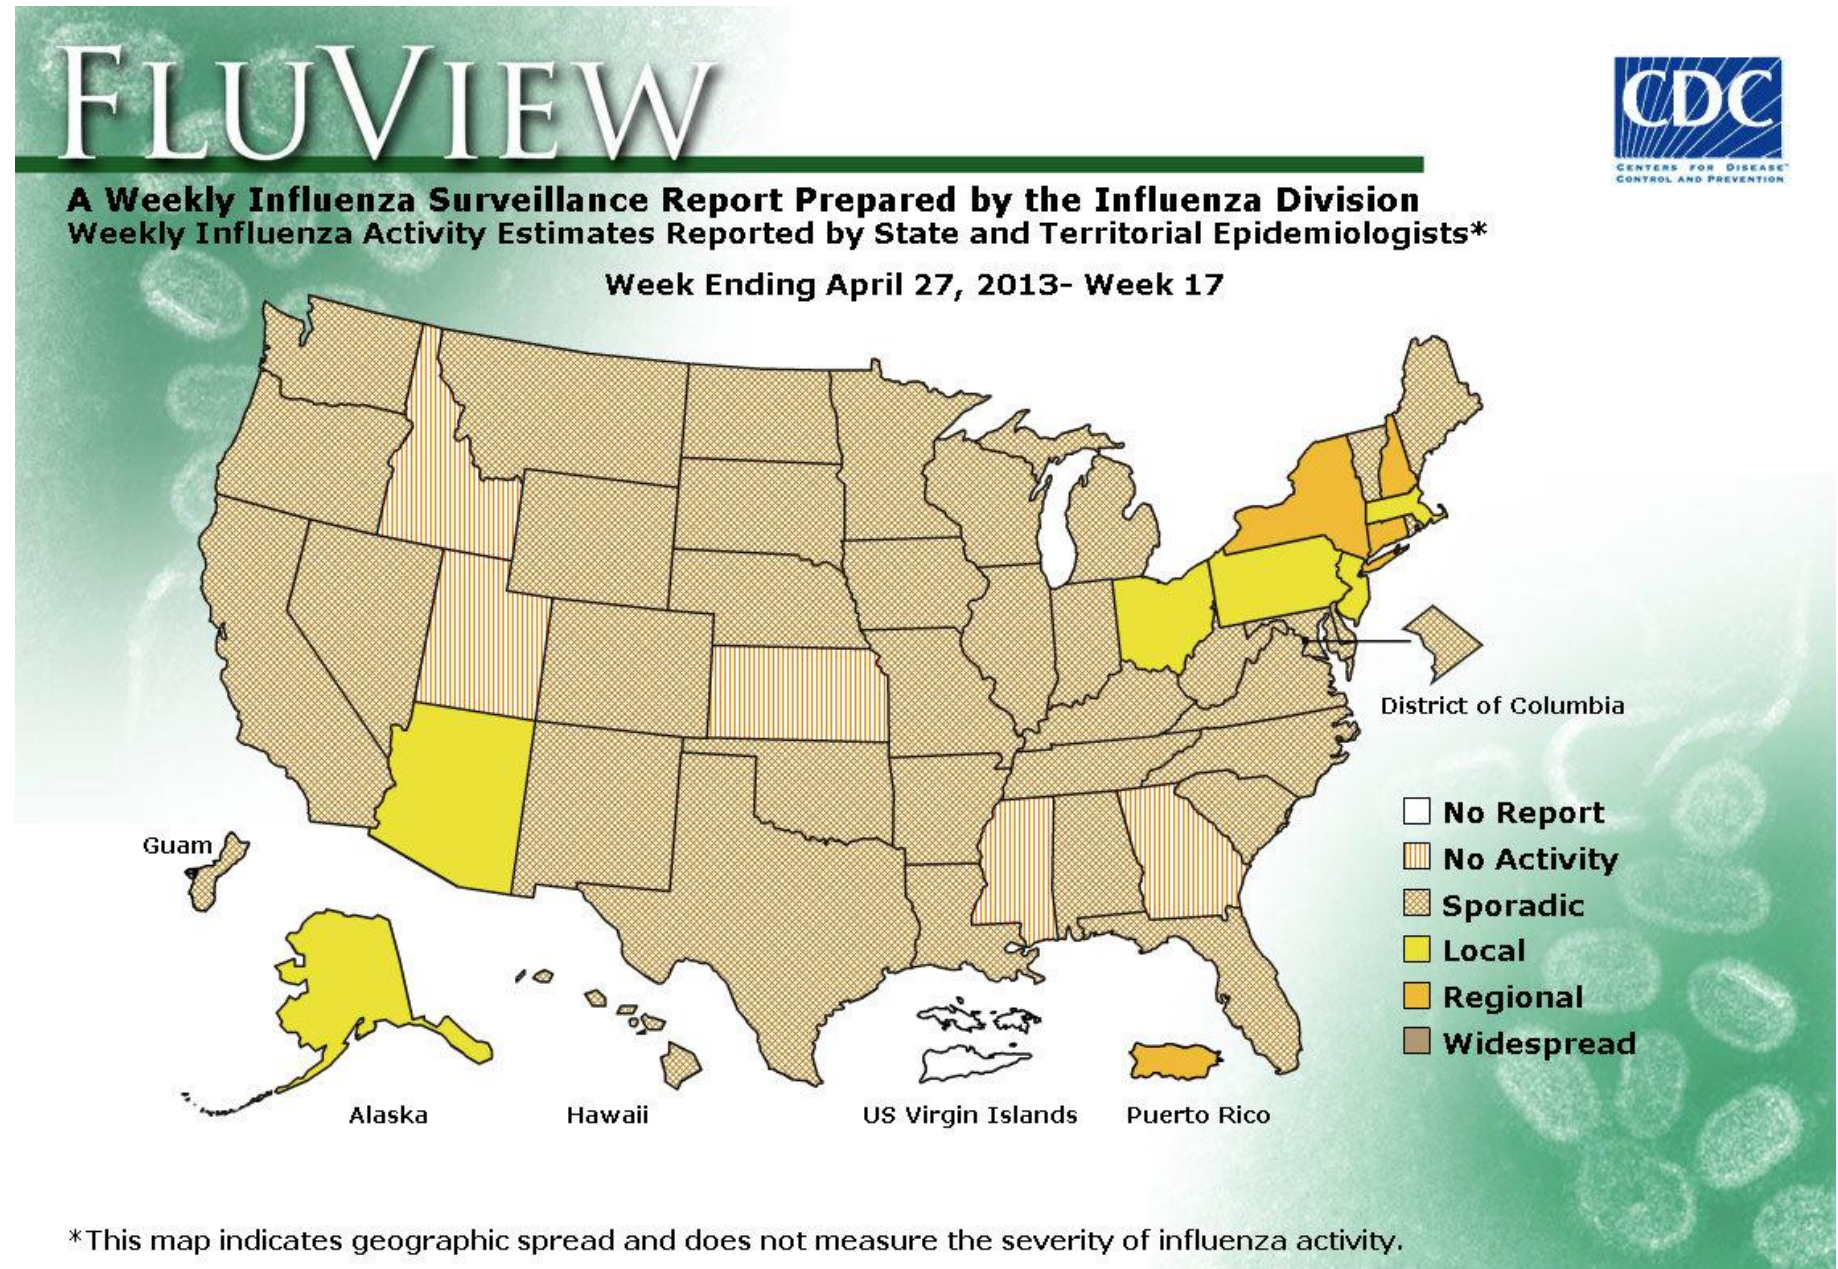 FLUVIEW
CDC
CENTERS FOR DISEASE™
CONTROL AND PREVENTION
A Weekly Influenza Surveillance Report Prepared by the Influenza Division
Weekly Influenza Activity Estimates Reported by State and Territorial Epidemiologists*
Week Ending April 27, 2013- Week 17
District of Columbia
No Report
Guam
No Activity
Sporadic
Local
Regional
Widespread
Alaska
Hawaii
US Virgin Islands
Puerto Rico
*This map indicates geographic spread and does not measure the severity of influenza activity.